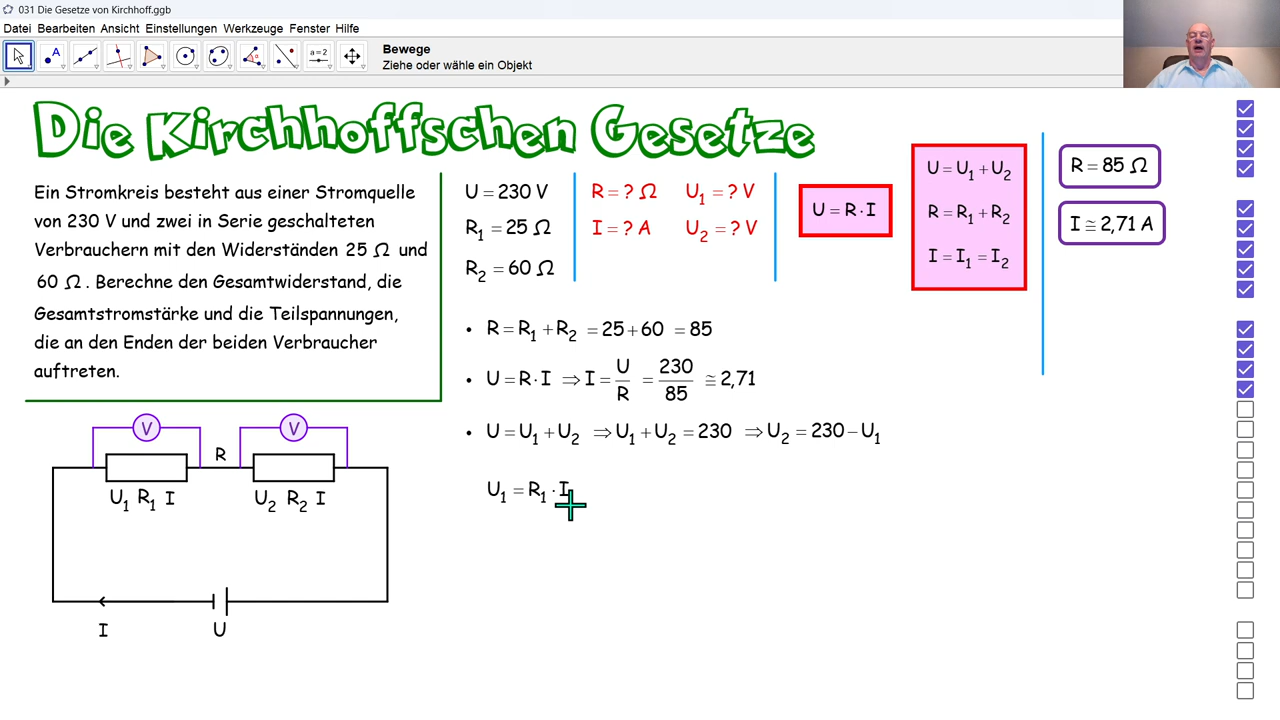 031 Die Gesetze von Kirchhoff.ggb
Datei Bearbeiten Ansicht Einstellungen Werkzeuge Fenster Hilfe
A
a=2
Bewege
Ziehe oder wähle ein Objekt
Die Kirchhoffschen Gesetze
Ein Stromkreis besteht aus einer Stromquelle
von 230 V und zwei in Serie geschalteten
Verbrauchern mit den Widerständen 25 Ω und
60 Ω . Berechne den Gesamtwiderstand, die
Gesamtstromstärke und die Teilspannungen,
die an den Enden der beiden Verbraucher
auftreten.
U = 230 V
R₁ = 25 Ω
R₂ = 60 Ω
R = ? Ω U₁ = ? V
I = ? A U₂ = ? V
U = R · I
U = U₁ + U₂
R = R₁ + R₂
I = I₁ = I₂
R = 85 Ω
I ≅ 2,71 A
• R = R₁ + R₂ = 25 + 60 = 85
• U = R · I ⇒ I = U/R = 230/85 ≅ 2,71
• U = U₁ + U₂ ⇒ U₁ + U₂ = 230 ⇒ U₂ = 230 − U₁
U₁ = R₁ · I
V V
R
U₁ R₁ I U₂ R₂ I
I U